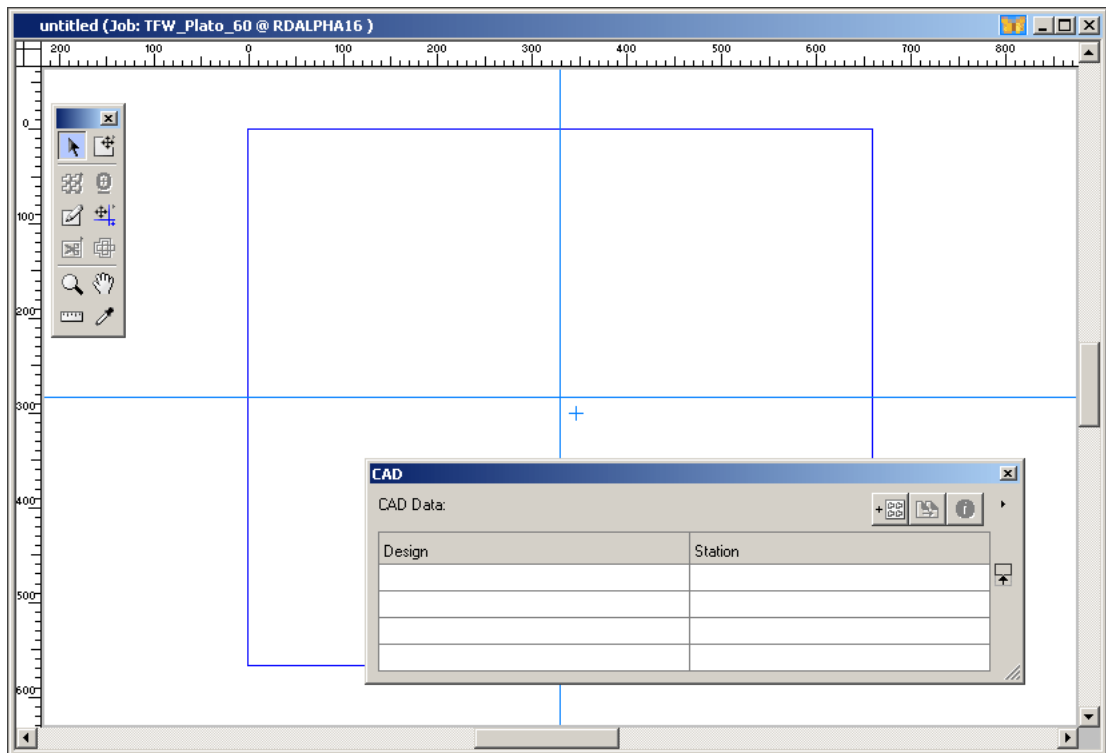 untitled (Job: TFW_Plato_60 @ RDALPHA16 )
200 100 0 100 200 300 400 500 600 700 800
0
100
200
300
400
500
600
CAD
CAD Data:
Design Station